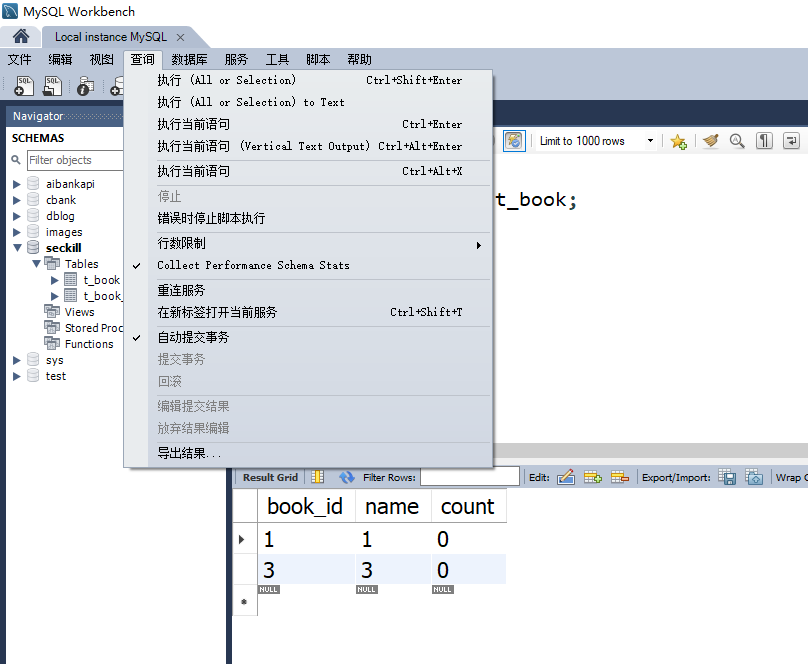 MySQL Workbench
Local instance MySQL
文件 编辑 视图 查询 数据库 服务 工具 脚本 帮助
Navigator
SCHEMAS
Filter objects
aibankapi
cbank
dblog
images
seckill
Tables
t_book
t_book_
Views
Stored Proc
Functions
sys
test
执行 (All or Selection) Ctrl+Shift+Enter
执行 (All or Selection) to Text
执行当前语句 Ctrl+Enter
执行当前语句 (Vertical Text Output) Ctrl+Alt+Enter
执行当前语句 Ctrl+Alt+X
停止
错误时停止脚本执行
行数限制
Collect Performance Schema Stats
重连服务
在新标签打开当前服务 Ctrl+Shift+T
自动提交事务
提交事务
回滚
编辑提交结果
放弃结果编辑
导出结果...
Limit to 1000 rows
t_book;
Result Grid Filter Rows: Edit: Export/Import: Wrap C
book_id name count
1 1 0
3 3 0
NULL NULL NULL